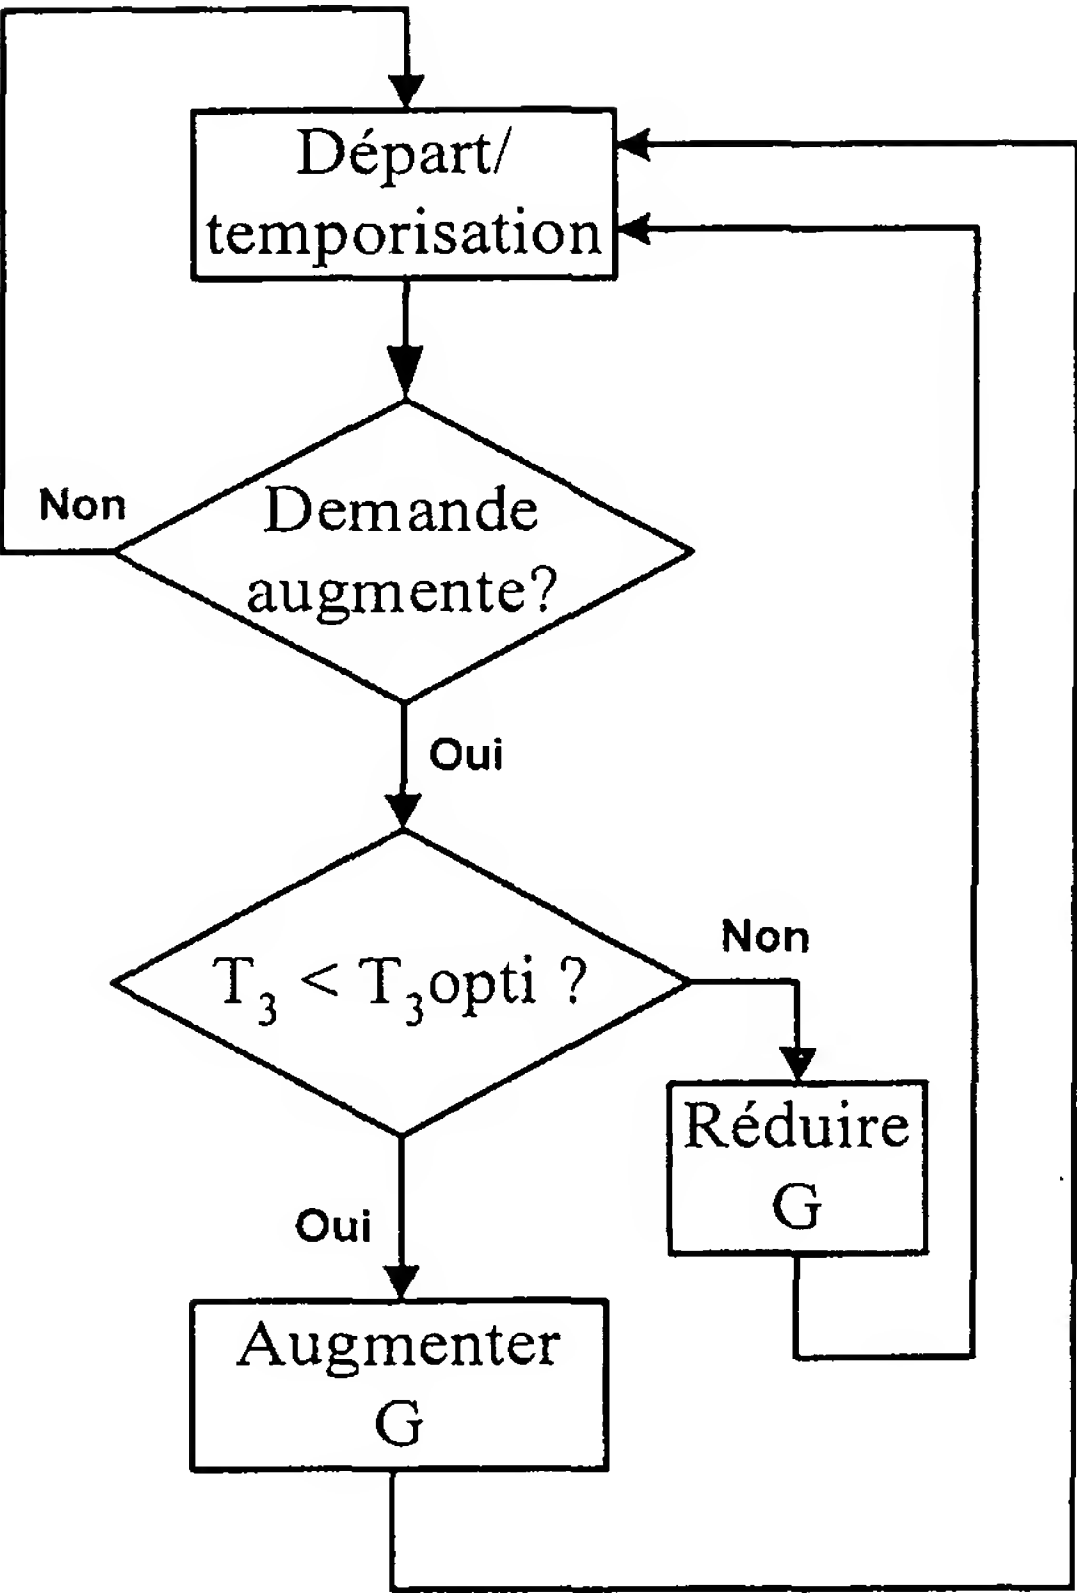 Départ/
temporisation
Non
Demande
augmente?
Oui
T₃ < T₃opti ?
Non
Réduire
G
Oui
Augmenter
G